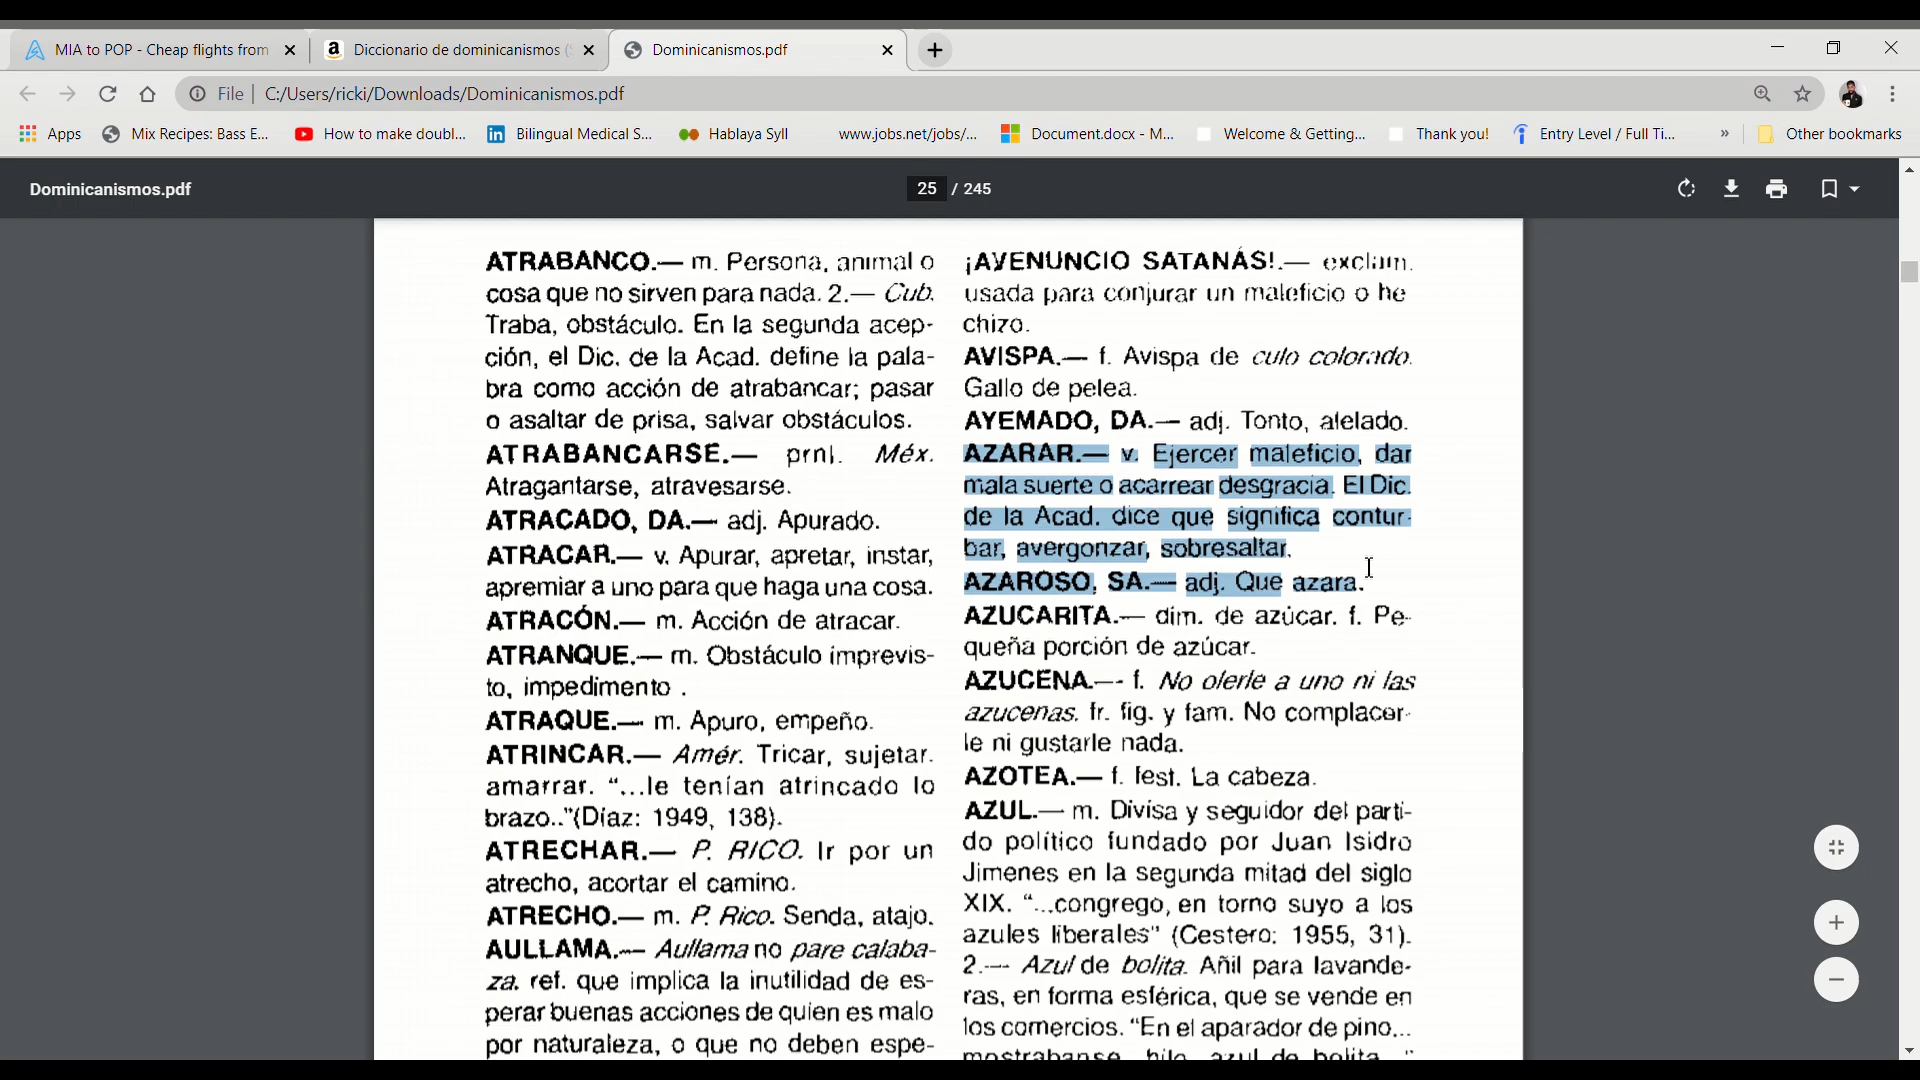 MIA to POP - Cheap flights from
Diccionario de dominicanismos (
Dominicanismos.pdf
File | C:/Users/ricki/Downloads/Dominicanismos.pdf
Apps
Mix Recipes: Bass E...
How to make doubl...
Bilingual Medical S...
Hablaya Syll
www.jobs.net/jobs/...
Document.docx - M...
Welcome & Getting...
Thank you!
Entry Level / Full Ti...
»
Other bookmarks
Dominicanismos.pdf
25 / 245
ATRABANCO.— m. Persona, animal o
cosa que no sirven para nada. 2.— Cub.
Traba, obstáculo. En la segunda acep-
ción, el Dic. de la Acad. define la pala-
bra como acción de atrabancar; pasar
o asaltar de prisa, salvar obstáculos.
ATRABANCARSE.— prnl. Méx.
Atragantarse, atravesarse.
ATRACADO, DA.— adj. Apurado.
ATRACAR.— v. Apurar, apretar, instar,
apremiar a uno para que haga una cosa.
ATRACÓN.— m. Acción de atracar.
ATRANQUE.— m. Obstáculo imprevis-
to, impedimento .
ATRAQUE.— m. Apuro, empeño.
ATRINCAR.— Amér. Tricar, sujetar.
amarrar. “...le tenían atrincado lo
brazo..”(Díaz: 1949, 138).
ATRECHAR.— P. RICO. Ir por un
atrecho, acortar el camino.
ATRECHO.— m. P. Rico. Senda, atajo.
AULLAMA.— Aullama no pare calaba-
za. ref. que implica la inutilidad de es-
perar buenas acciones de quien es malo
por naturaleza, o que no deben espe-
¡AVENUNCIO SATANÁS!.— exclam.
usada para conjurar un maleficio o he
chizo.
AVISPA.— f. Avispa de culo colorado.
Gallo de pelea.
AYEMADO, DA.— adj. Tonto, alelado.
AZARAR.— v. Ejercer maleficio, dar
mala suerte o acarrear desgracia. El Dic.
de la Acad. dice que significa contur-
bar, avergonzar, sobresaltar.
AZAROSO, SA.— adj. Que azara.
AZUCARITA.— dim. de azúcar. f. Pe-
queña porción de azúcar.
AZUCENA.— f. No olerle a uno ni las
azucenas. fr. fig. y fam. No complacer-
le ni gustarle nada.
AZOTEA.— f. fest. La cabeza.
AZUL.— m. Divisa y seguidor del parti-
do político fundado por Juan Isidro
Jimenes en la segunda mitad del siglo
XIX. “...congrego, en torno suyo a los
azules liberales” (Cestero: 1955, 31).
2.— Azul de bolita. Añil para lavande-
ras, en forma esférica, que se vende en
los comercios. “En el aparador de pino...
mostrabanse, hilo, azul de bolita...”